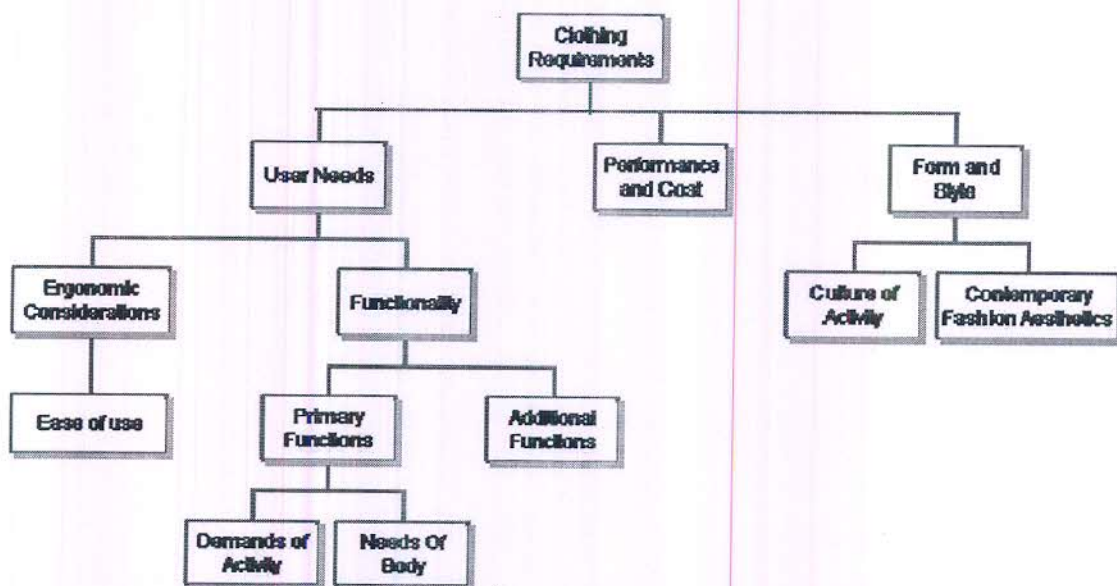 Clothing
Requirements
User Needs
Performance
and Cost
Form and
Style
Ergonomic
Considerations
Functionality
Culture of
Activity
Contemporary
Fashion Aesthetics
Ease of use
Primary
Functions
Additional
Functions
Demands of
Activity
Needs Of
Body